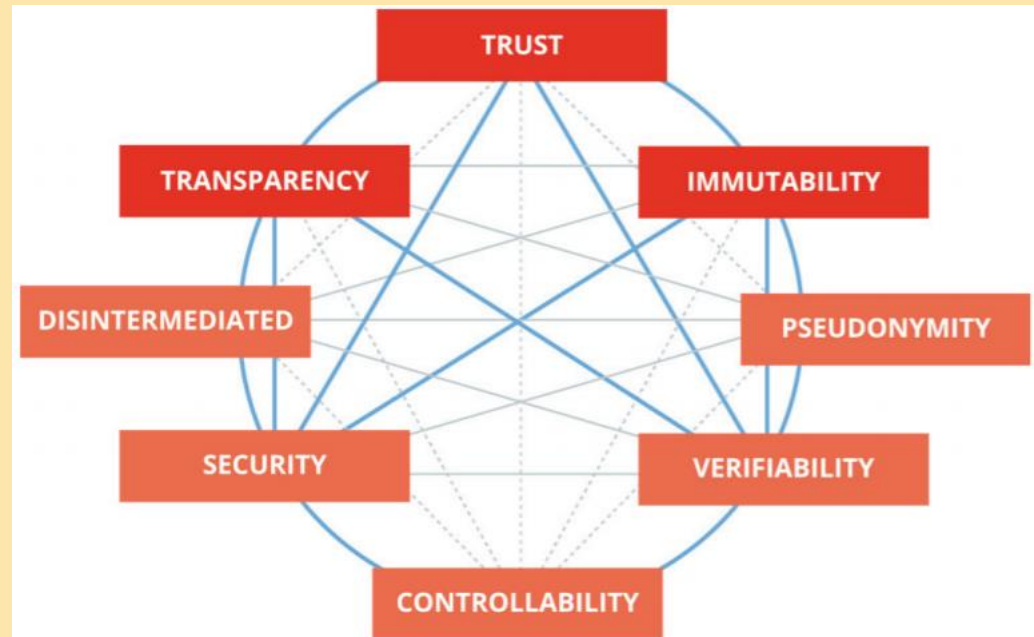 TRUST
TRANSPARENCY
IMMUTABILITY
DISINTERMEDIATED
PSEUDONYMITY
SECURITY
VERIFIABILITY
CONTROLLABILITY